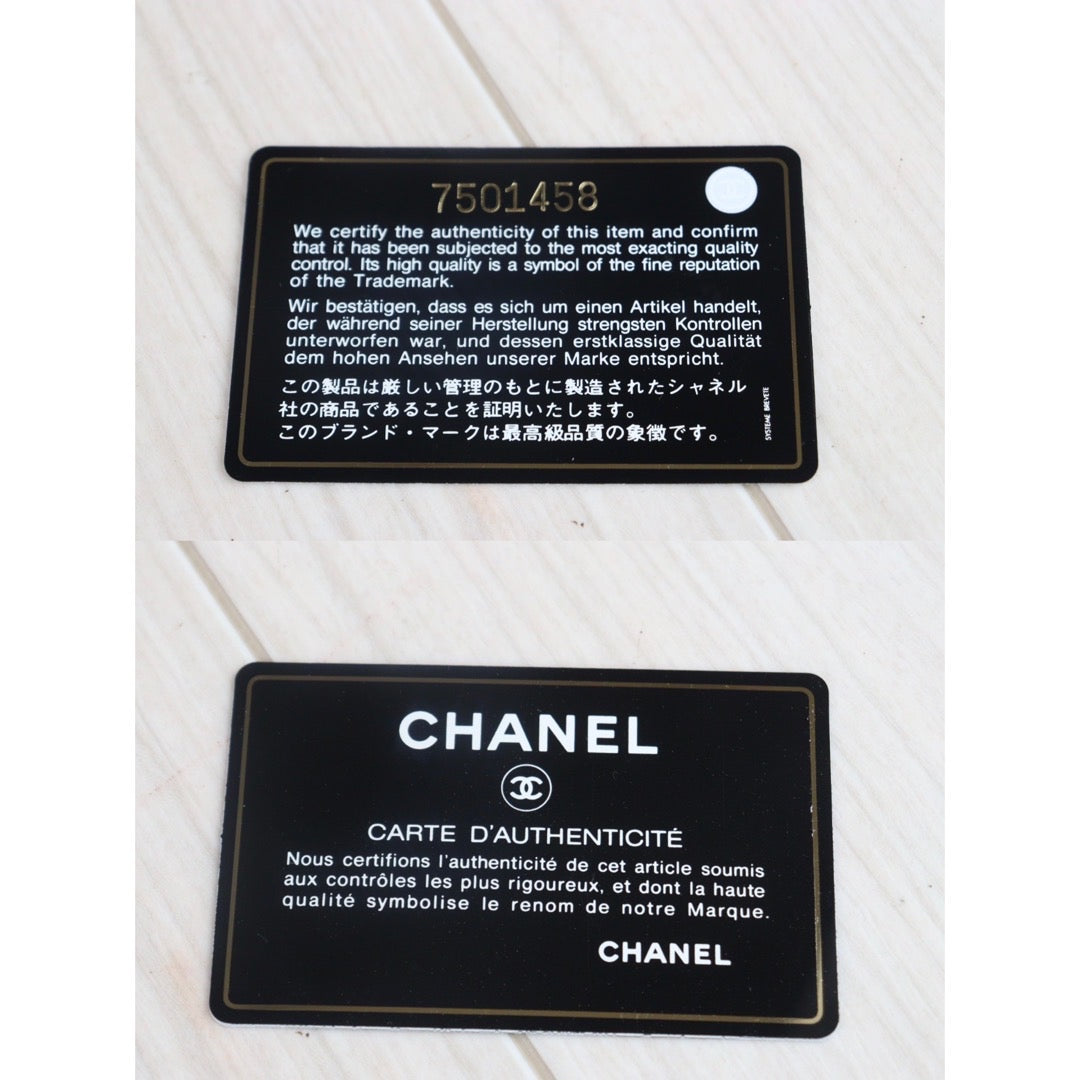 7501458
We certify the authenticity of this item and confirm
that it has been subjected to the most exacting quality
control. Its high quality is a symbol of the fine reputation
of the Trademark.
Wir bestätigen, dass es sich um einen Artikel handelt,
der während seiner Herstellung strengsten Kontrollen
unterworfen war, und dessen erstklassige Qualität
dem hohen Ansehen unserer Marke entspricht.
この製品は厳しい管理のもとに製造されたシャネル
社の商品であることを証明いたします。
このブランド・マークは最高級品質の象徴です。
SYSTEME BREVETE
CHANEL
CARTE D'AUTHENTICITÉ
Nous certifions l'authenticité de cet article soumis
aux contrôles les plus rigoureux, et dont la haute
qualité symbolise le renom de notre Marque.
CHANEL